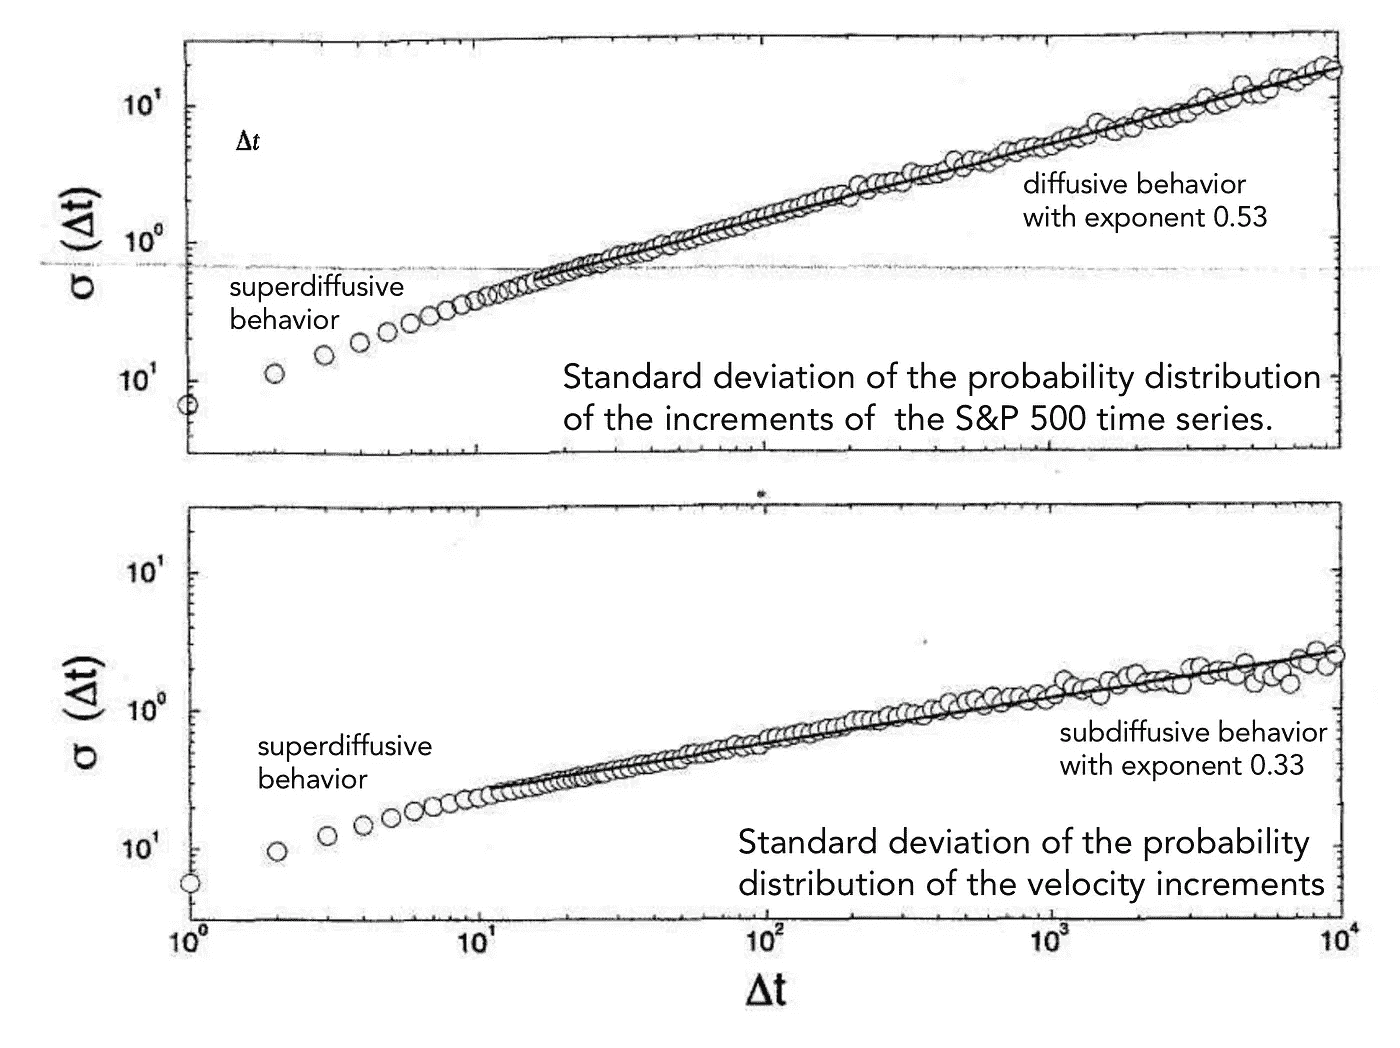 10¹
Δt
σ (Δt)
10⁰
diffusive behavior
with exponent 0.53
superdiffusive
behavior
10¹
Standard deviation of the probability distribution
of the increments of the S&P 500 time series.
10¹
σ (Δt)
10⁰
superdiffusive
behavior
subdiffusive behavior
with exponent 0.33
10¹
Standard deviation of the probability
distribution of the velocity increments
10⁰ 10¹ 10² 10³ 10⁴
Δt